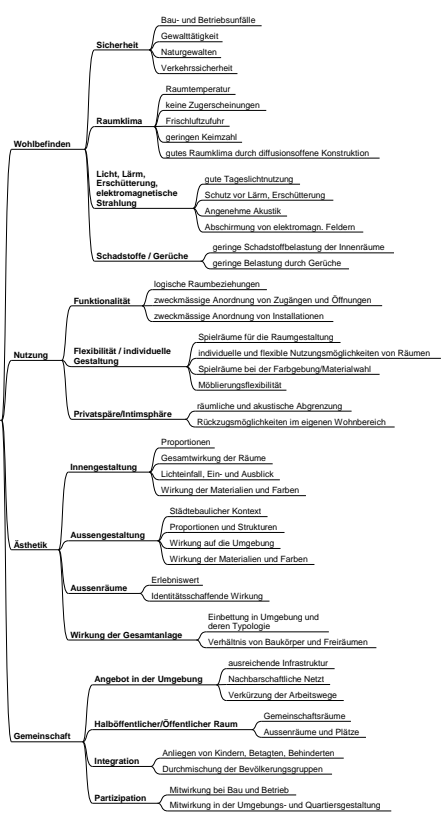 Wohlbefinden
Sicherheit
Bau- und Betriebsunfälle
Gewalttätigkeit
Naturgewalten
Verkehrssicherheit
Raumklima
Raumtemperatur
keine Zugerscheinungen
Frischluftzufuhr
geringen Keimzahl
gutes Raumklima durch diffusionsoffene Konstruktion
Licht, Lärm,
Erschütterung,
elektromagnetische
Strahlung
gute Tageslichtnutzung
Schutz vor Lärm, Erschütterung
Angenehme Akustik
Abschirmung von elektromagn. Feldern
Schadstoffe / Gerüche
geringe Schadstoffbelastung der Innenräume
geringe Belastung durch Gerüche
Nutzung
Funktionalität
logische Raumbeziehungen
zweckmässige Anordnung von Zugängen und Öffnungen
zweckmässige Anordnung von Installationen
Flexibilität / individuelle
Gestaltung
Spielräume für die Raumgestaltung
individuelle und flexible Nutzungsmöglichkeiten von Räumen
Spielräume bei der Farbgebung/Materialwahl
Möblierungsflexibilität
Privatspäre/Intimsphäre
räumliche und akustische Abgrenzung
Rückzugsmöglichkeiten im eigenen Wohnbereich
Ästhetik
Innengestaltung
Proportionen
Gesamtwirkung der Räume
Lichteinfall, Ein- und Ausblick
Wirkung der Materialien und Farben
Aussengestaltung
Städtebaulicher Kontext
Proportionen und Strukturen
Wirkung auf die Umgebung
Wirkung der Materialien und Farben
Aussenräume
Erlebniswert
Identitätsschaffende Wirkung
Wirkung der Gesamtanlage
Einbettung in Umgebung und
deren Typologie
Verhältnis von Baukörper und Freiräumen
Gemeinschaft
Angebot in der Umgebung
ausreichende Infrastruktur
Nachbarschaftliche Netzt
Verkürzung der Arbeitswege
Halböffentlicher/Öffentlicher Raum
Gemeinschaftsräume
Aussenräume und Plätze
Integration
Anliegen von Kindern, Betagten, Behinderten
Durchmischung der Bevölkerungsgruppen
Partizipation
Mitwirkung bei Bau und Betrieb
Mitwirkung in der Umgebungs- und Quartiersgestaltung